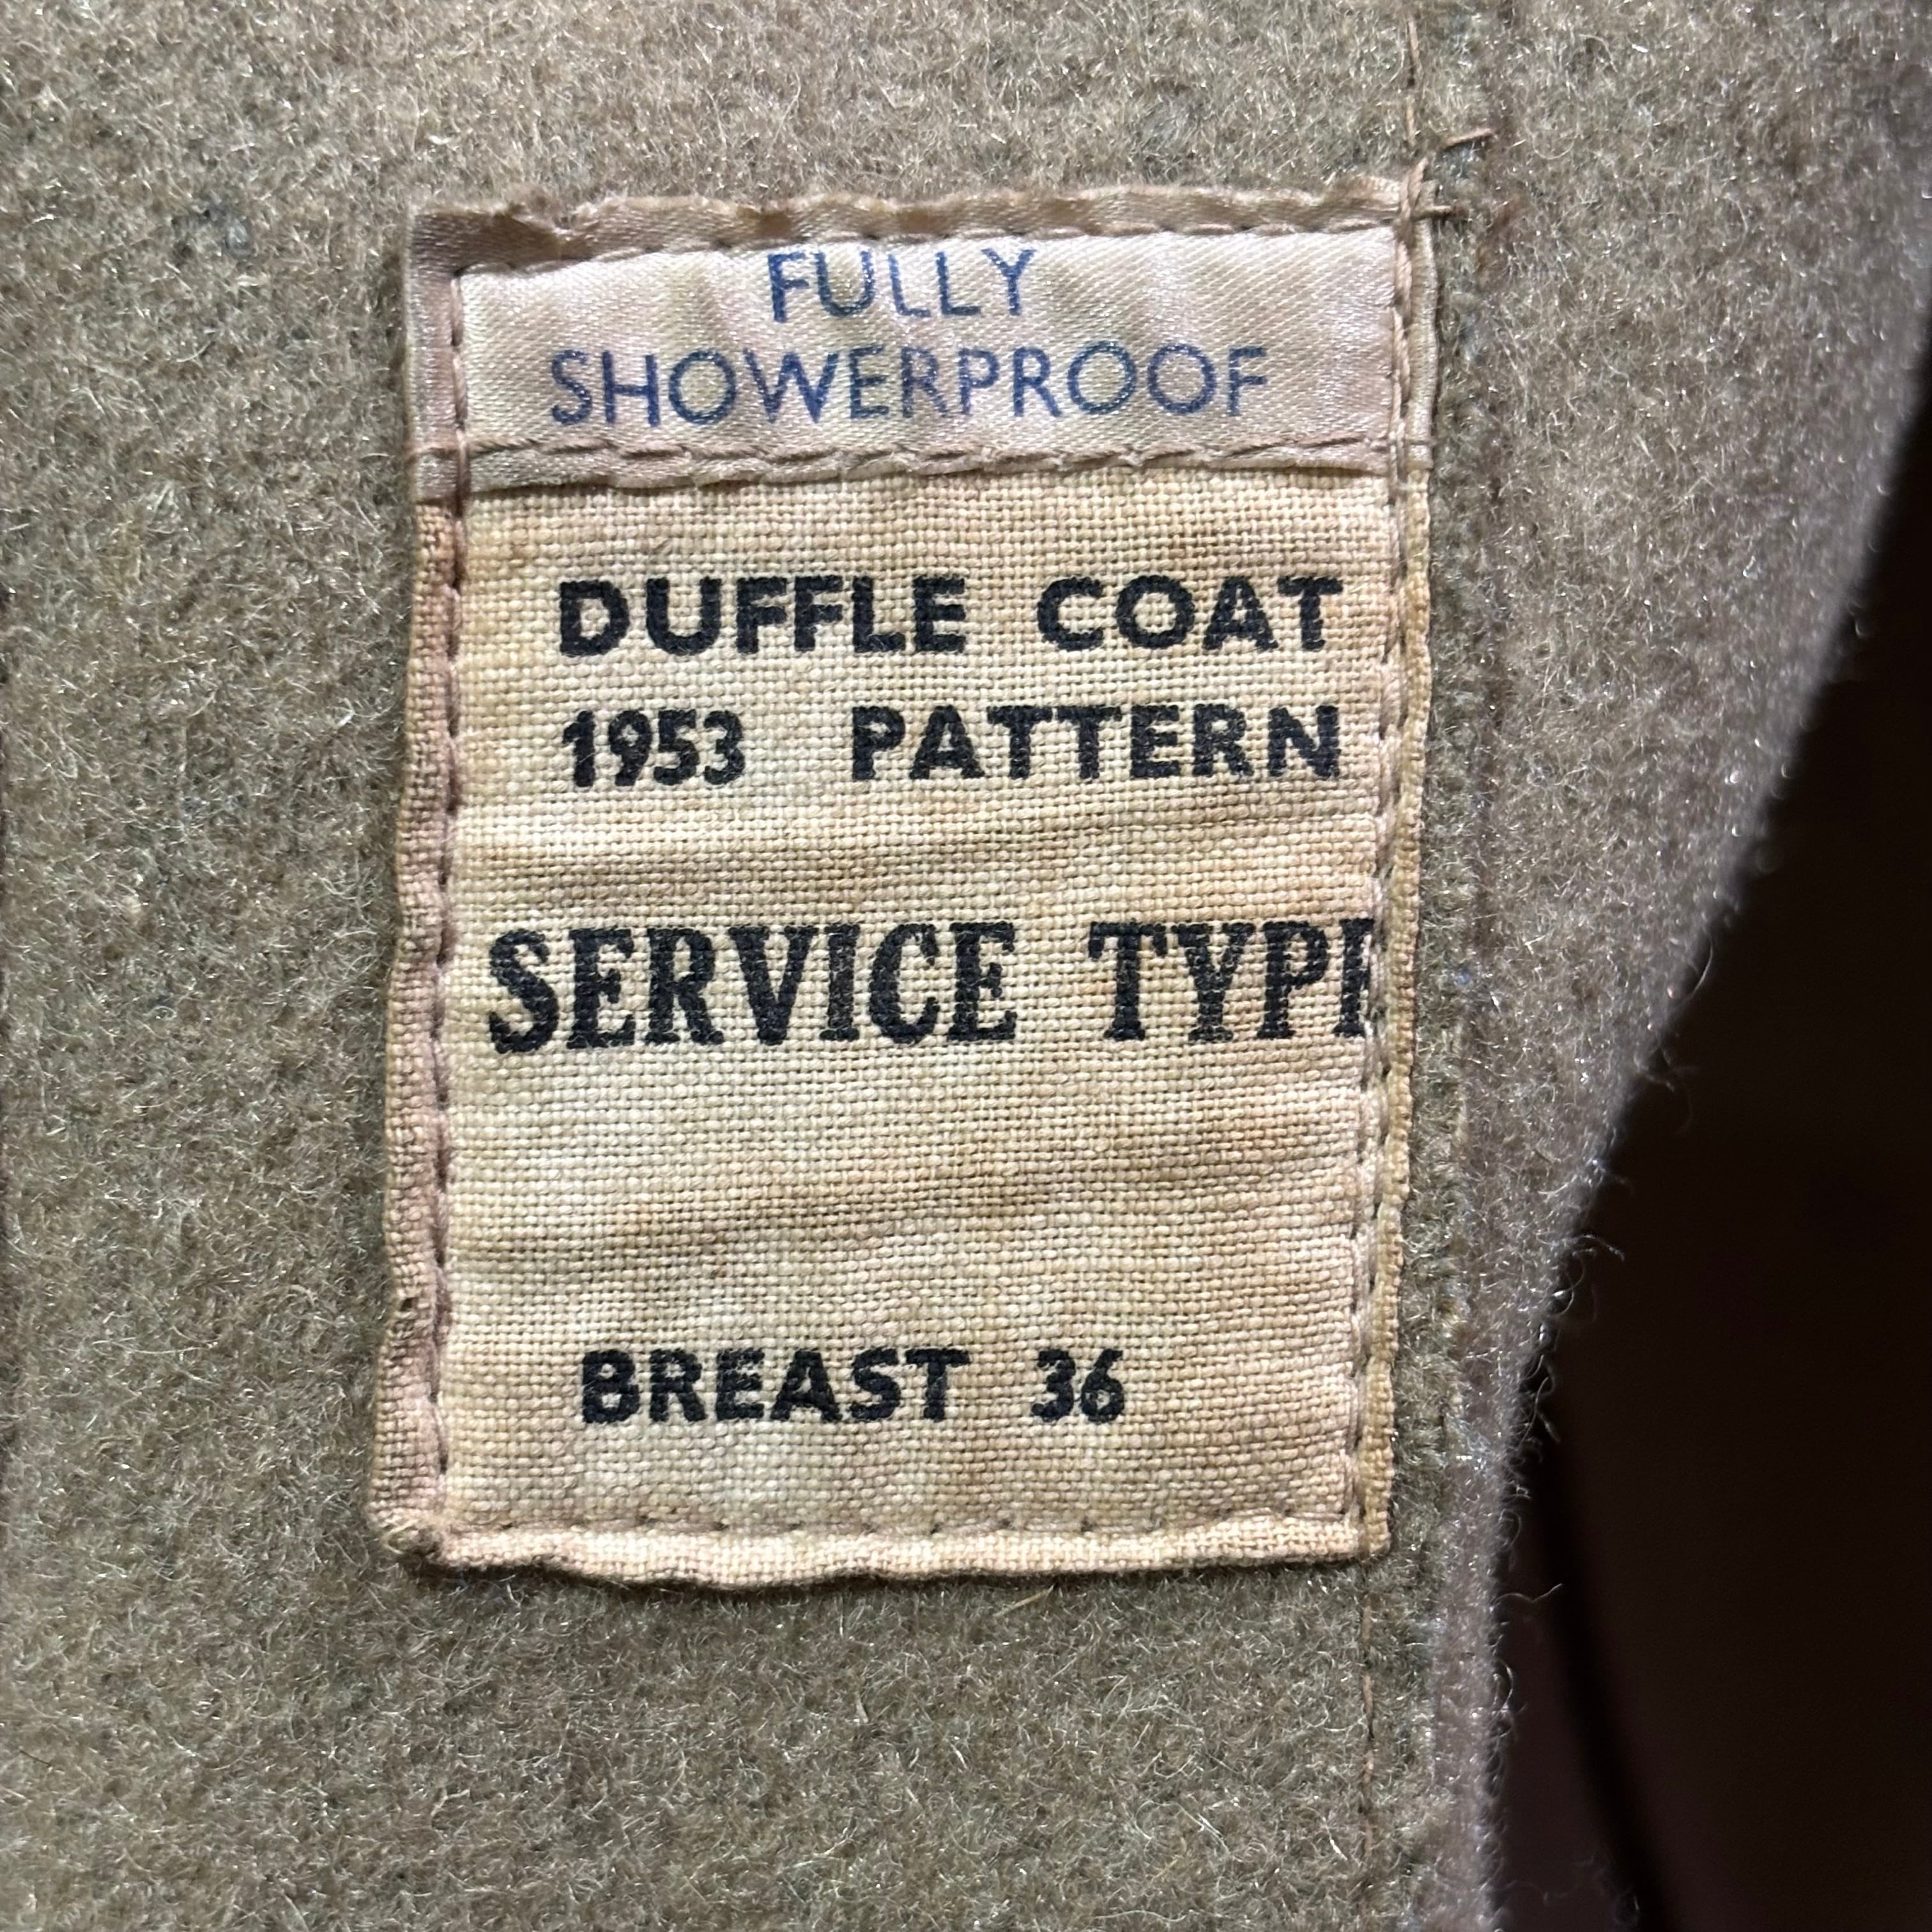 FULLY
SHOWERPROOF
DUFFLE COAT
1953 PATTERN
SERVICE TYPE
BREAST 36